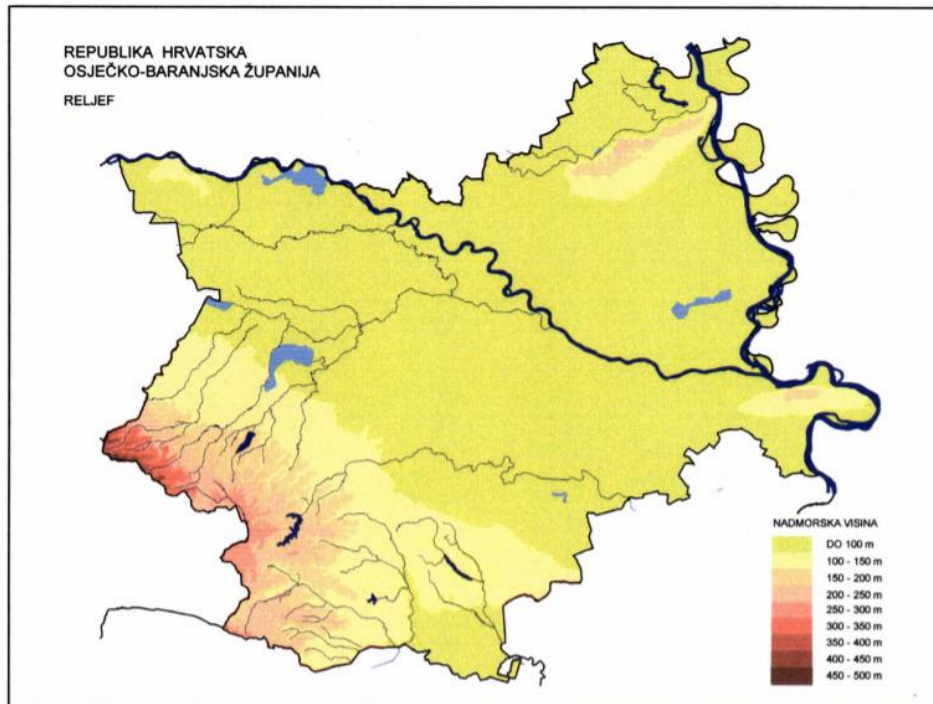 REPUBLIKA HRVATSKA
OSJEČKO-BARANJSKA ŽUPANIJA
RELJEF
NADMORSKA VISINA
DO 100 m
100 - 150 m
150 - 200 m
200 - 250 m
250 - 300 m
300 - 350 m
350 - 400 m
400 - 450 m
450 - 500 m